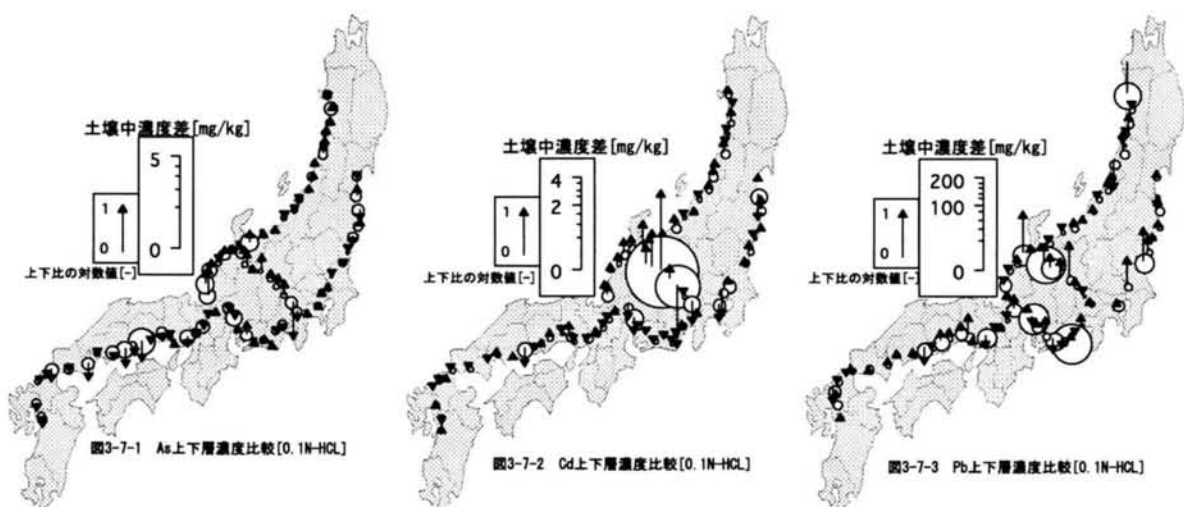 土壌中濃度差[mg/kg]
5
0
1
0
上下比の対数値[-]
図3-7-1 As上下層濃度比較[0.1N-HCL]
土壌中濃度差[mg/kg]
4
2
0
1
0
上下比の対数値[-]
図3-7-2 Cd上下層濃度比較[0.1N-HCL]
土壌中濃度差[mg/kg]
200
100
0
1
0
上下比の対数値[-]
図3-7-3 Pb上下層濃度比較[0.1N-HCL]